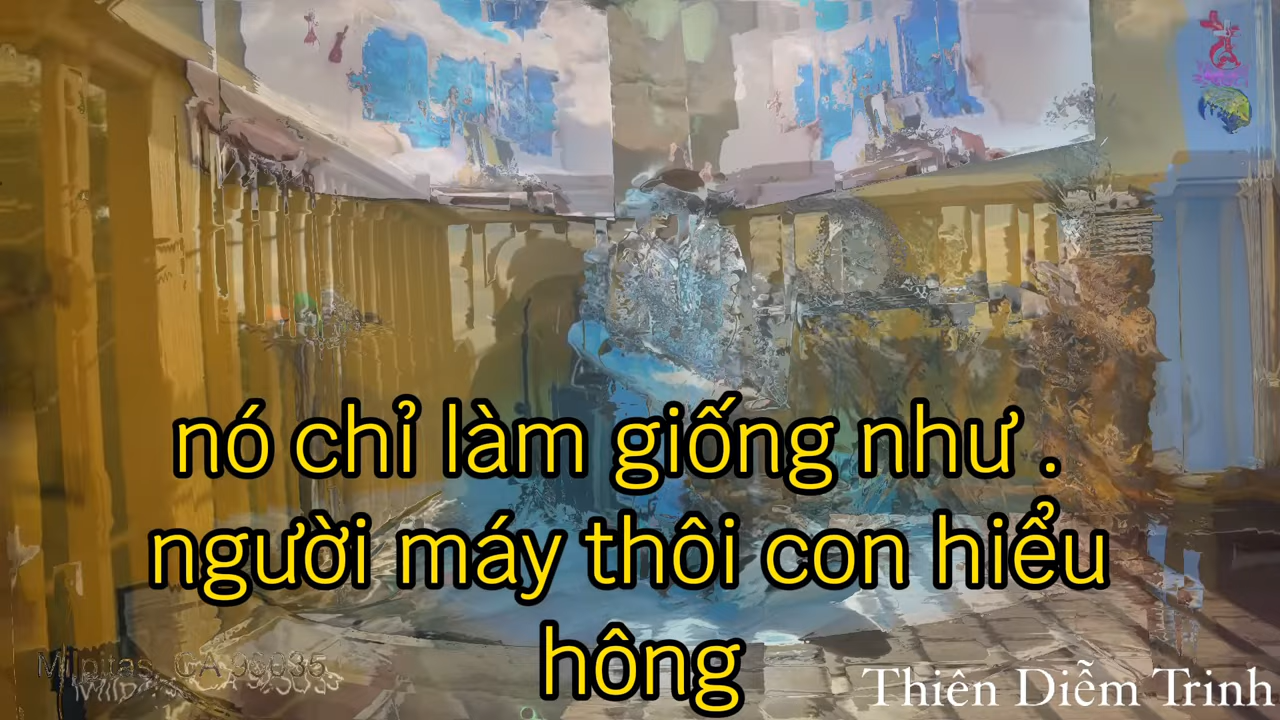 nó chỉ làm giống như .
người máy thôi con hiểu
hông
Milpitas, CA 95035
Thiên Diễm Trinh